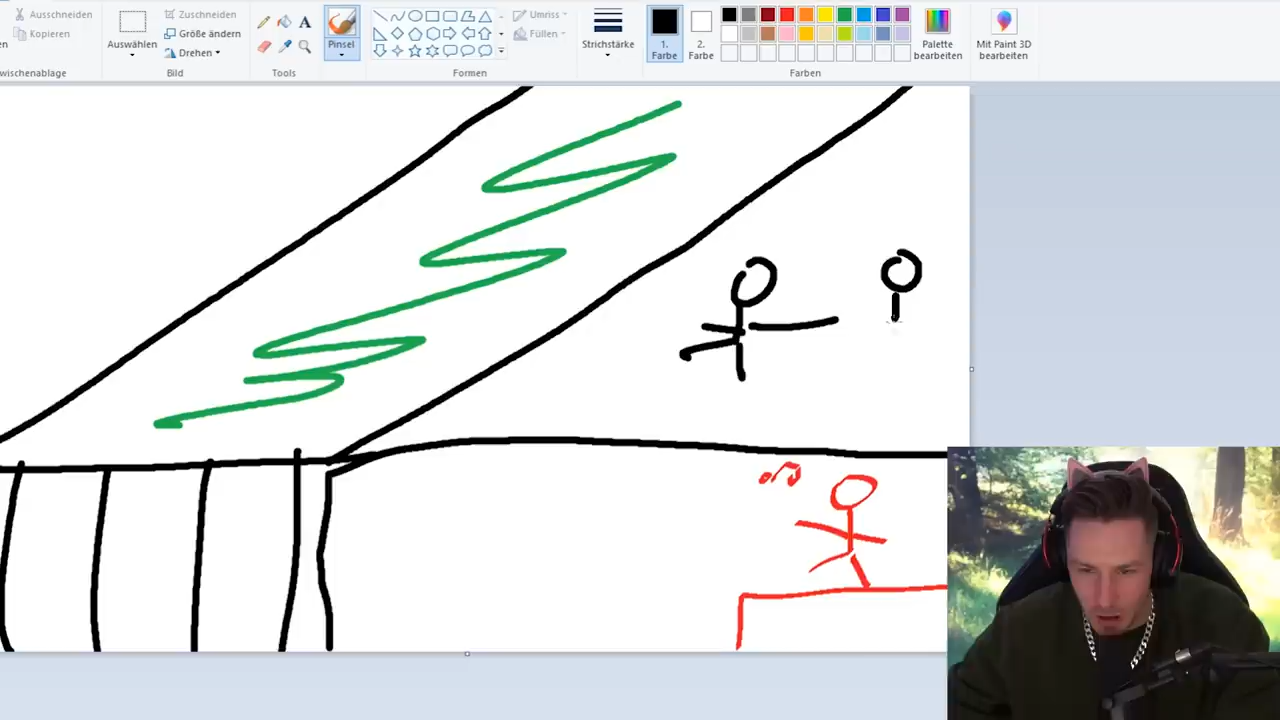 Ausschneiden
Kopieren
wischenablage
Auswählen
Zuschneiden
Größe ändern
Drehen
Bild
A
Tools
Pinsel
Umriss
Füllen
Formen
Strichstärke
1.
Farbe
2.
Farbe
Farben
Palette
bearbeiten
Mit Paint 3D
bearbeiten